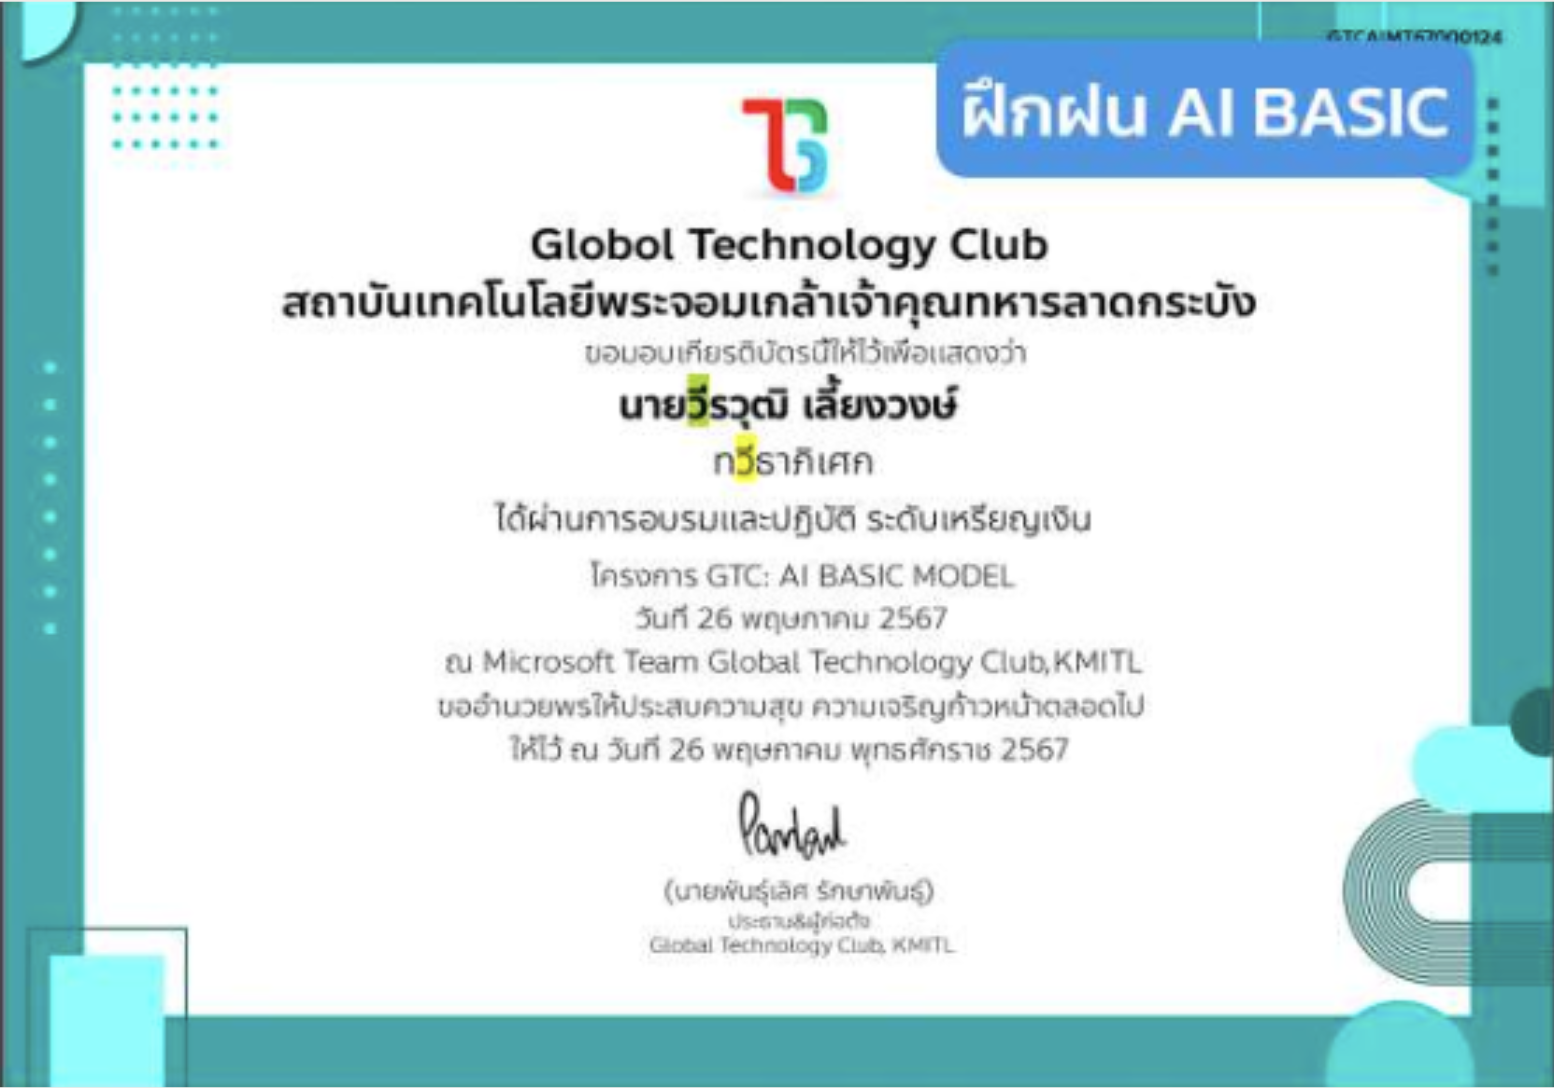 GTCAIMT67000124
ฝึกฝน AI BASIC
Globol Technology Club
สถาบันเทคโนโลยีพระจอมเกล้าเจ้าคุณทหารลาดกระบัง
ขอมอบเกียรติบัตรนี้ให้ไว้เพื่อแสดงว่า
นายวีรวุฒิ เลี้ยงวงษ์
ทวีธาภิเศก
ได้ผ่านการอบรมและปฏิบัติ ระดับเหรียญเงิน
โครงการ GTC: AI BASIC MODEL
วันที่ 26 พฤษภาคม 2567
ณ Microsoft Team Global Technology Club,KMITL
ขออำนวยพรให้ประสบความสุข ความเจริญก้าวหน้าตลอดไป
ให้ไว้ ณ วันที่ 26 พฤษภาคม พุทธศักราช 2567
(นายพันธุ์เลิศ รักษาพันธุ์)
ประธาน&ผู้ก่อตั้ง
Global Technology Club, KMITL